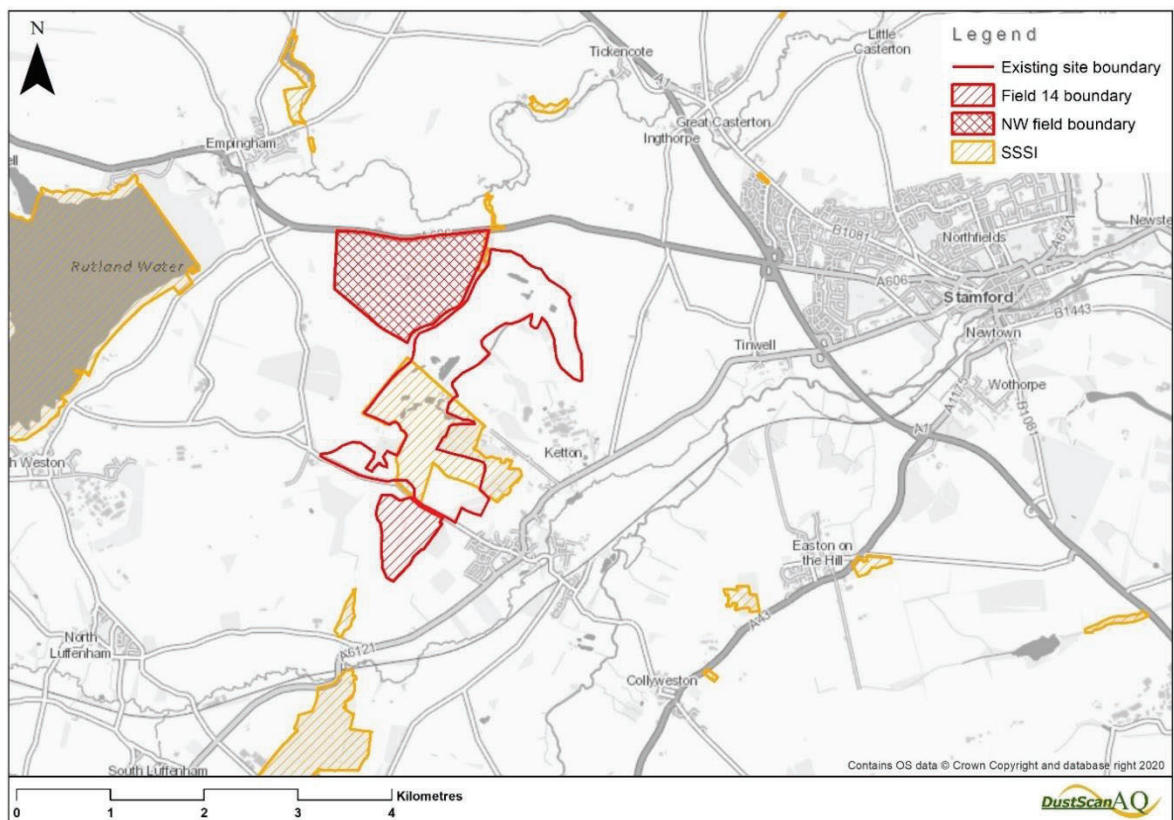 N
Tickencote
Little
Casterton
A1
Great Casterton
Ingthorpe
Empingham
Legend
Existing site boundary
Field 14 boundary
NW field boundary
SSSI
Rutland Water
B1081
Northfields
A6121
Newste
A606
A606
Stamford
B1443
Newtown
Tinwell
Wothorpe
A1175
B1081
A1
Ketton
h Weston
Easton on
the Hill
North
Luffenham
A6121
A43
Collyweston
South Luffenham
Contains OS data © Crown Copyright and database right 2020
Kilometres
0 1 2 3 4
DustScanAQ